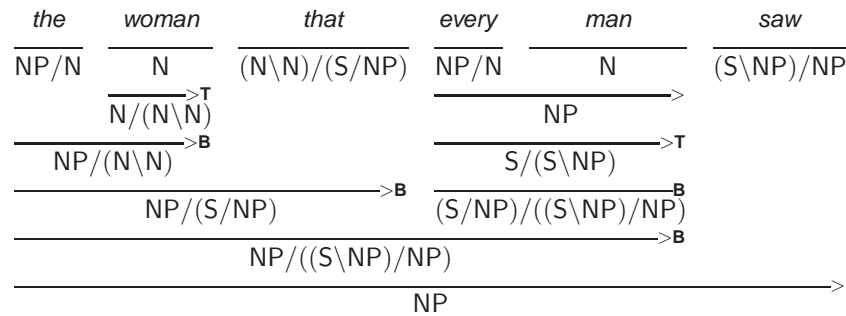 the woman that every man saw
NP/N N (N\N)/(S/NP) NP/N N (S\NP)/NP
>T >
N/(N\N) NP
>B >T
NP/(N\N) S/(S\NP)
>B B
NP/(S/NP) (S/NP)/((S\NP)/NP)
>B
NP/((S\NP)/NP)
>
NP